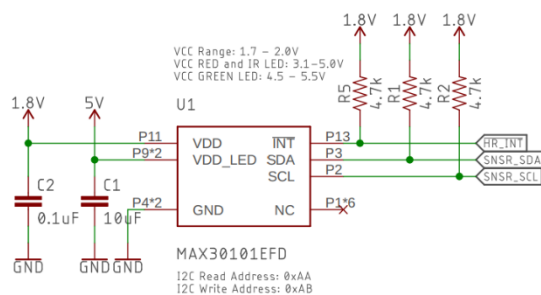 VCC Range: 1.7 - 2.0V
VCC RED and IR LED: 3.1-5.0V
VCC GREEN LED: 4.5 - 5.5V
1.8V
1.8V
1.8V
1.8V
5V
U1
R5
4.7k
R1
4.7k
R2
4.7k
P11
VDD
INT
P13
HR_INT
P9*2
VDD_LED
SDA
P3
SNSR_SDA
SCL
P2
SNSR_SCL
C2
0.1uF
C1
10uF
P4*2
GND
NC
P1*6
GND
GND
GND
MAX30101EFD
I2C Read Address: 0xAA
I2C Write Address: 0xAB